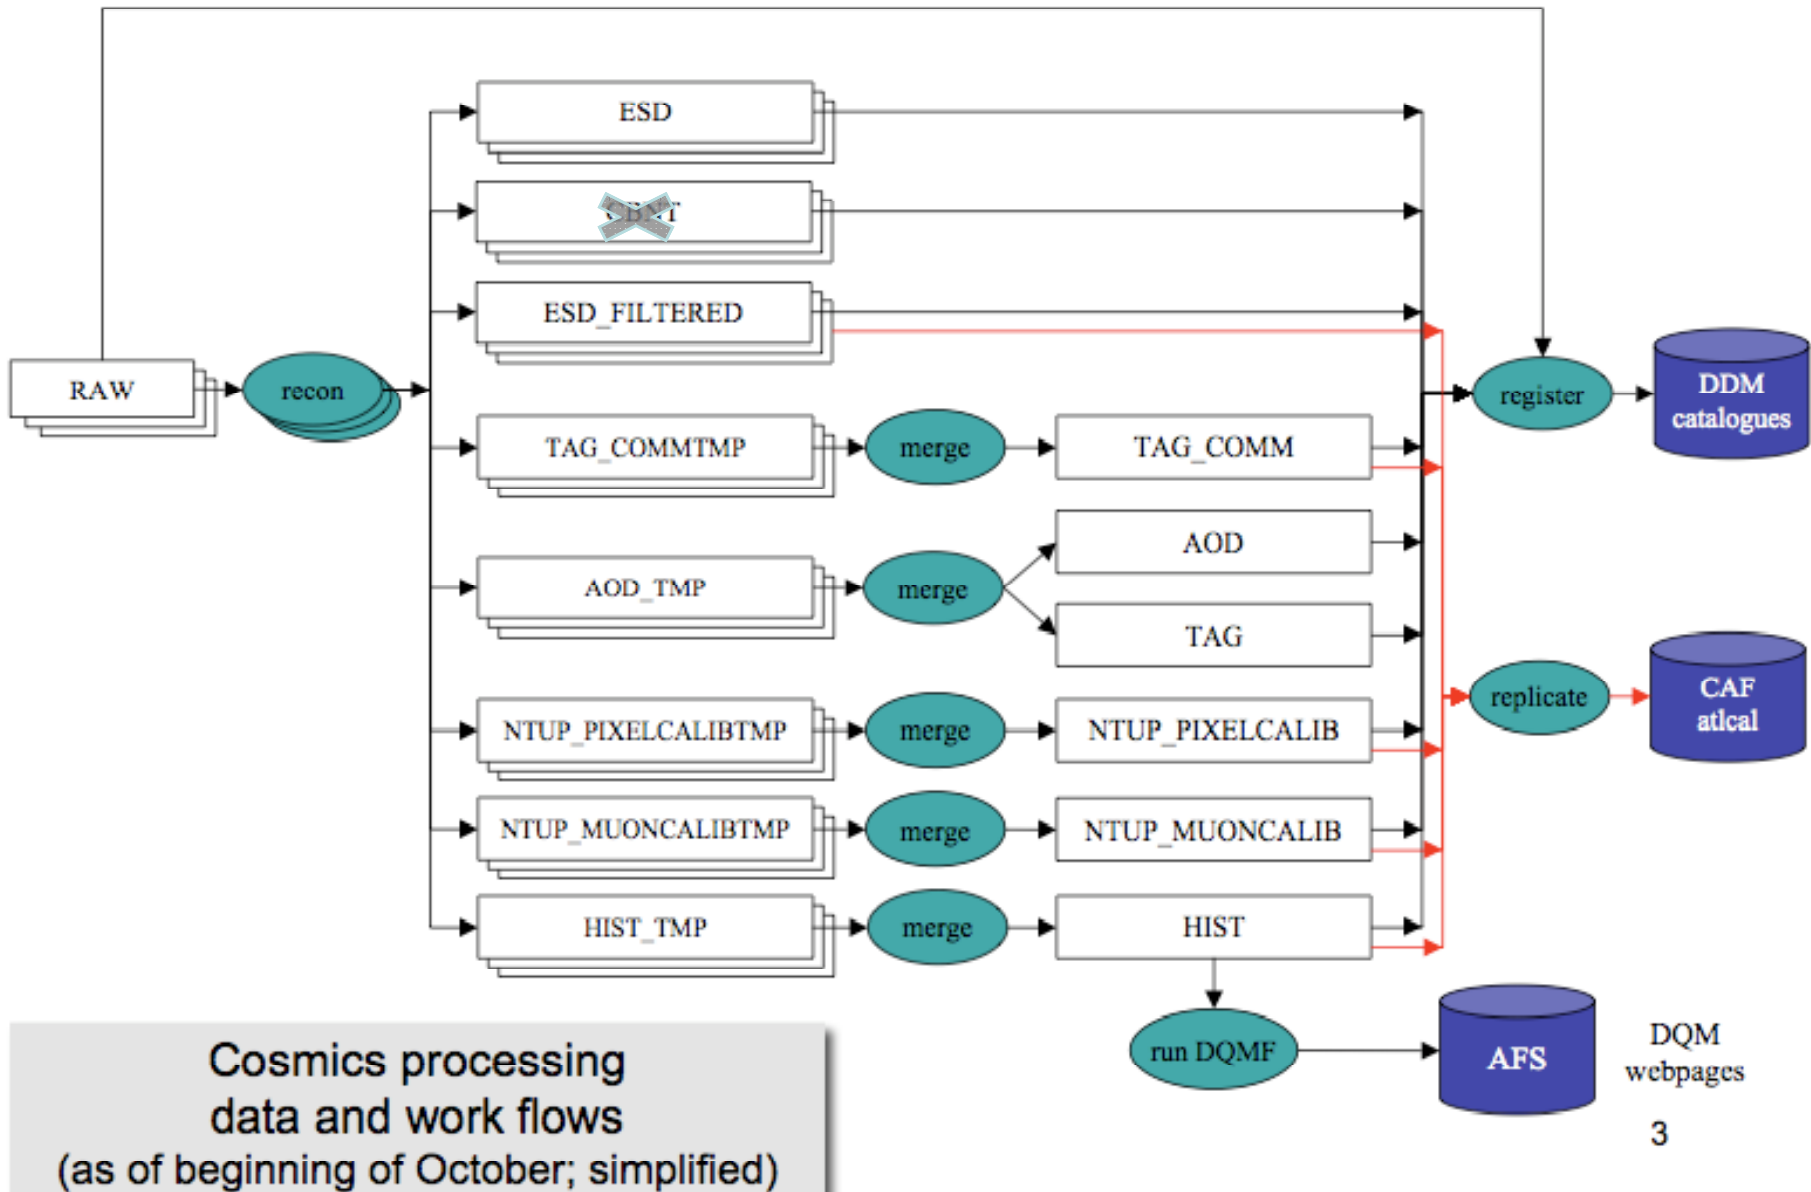 ESD
CBNT
ESD_FILTERED
RAW
recon
register
DDM
catalogues
TAG_COMMTMP
merge
TAG_COMM
AOD
AOD_TMP
merge
TAG
replicate
CAF
atlcal
NTUP_PIXELCALIBTMP
merge
NTUP_PIXELCALIB
NTUP_MUONCALIBTMP
merge
NTUP_MUONCALIB
HIST_TMP
merge
HIST
run DQMF
AFS
DQM
webpages
3
Cosmics processing
data and work flows
(as of beginning of October; simplified)